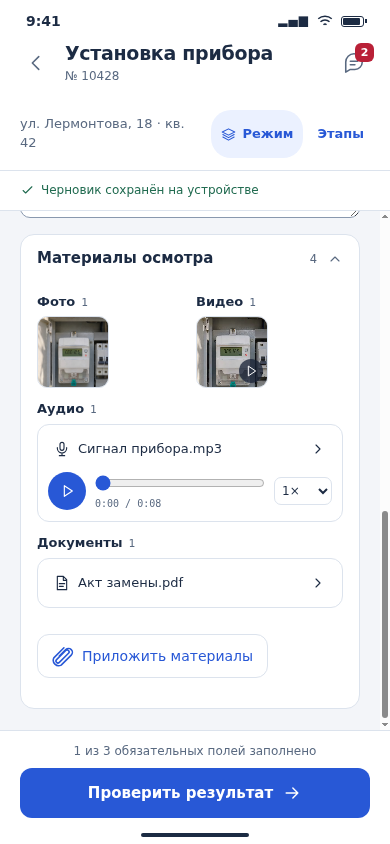 9:41
Установка прибора
№ 10428
2
ул. Лермонтова, 18 · кв.
42
Режим
Этапы
Черновик сохранён на устройстве
Материалы осмотра
4
Фото 1
Видео 1
Аудио 1
Сигнал прибора.mp3
0:00 / 0:08
1×
Документы 1
Акт замены.pdf
Приложить материалы
1 из 3 обязательных полей заполнено
Проверить результат